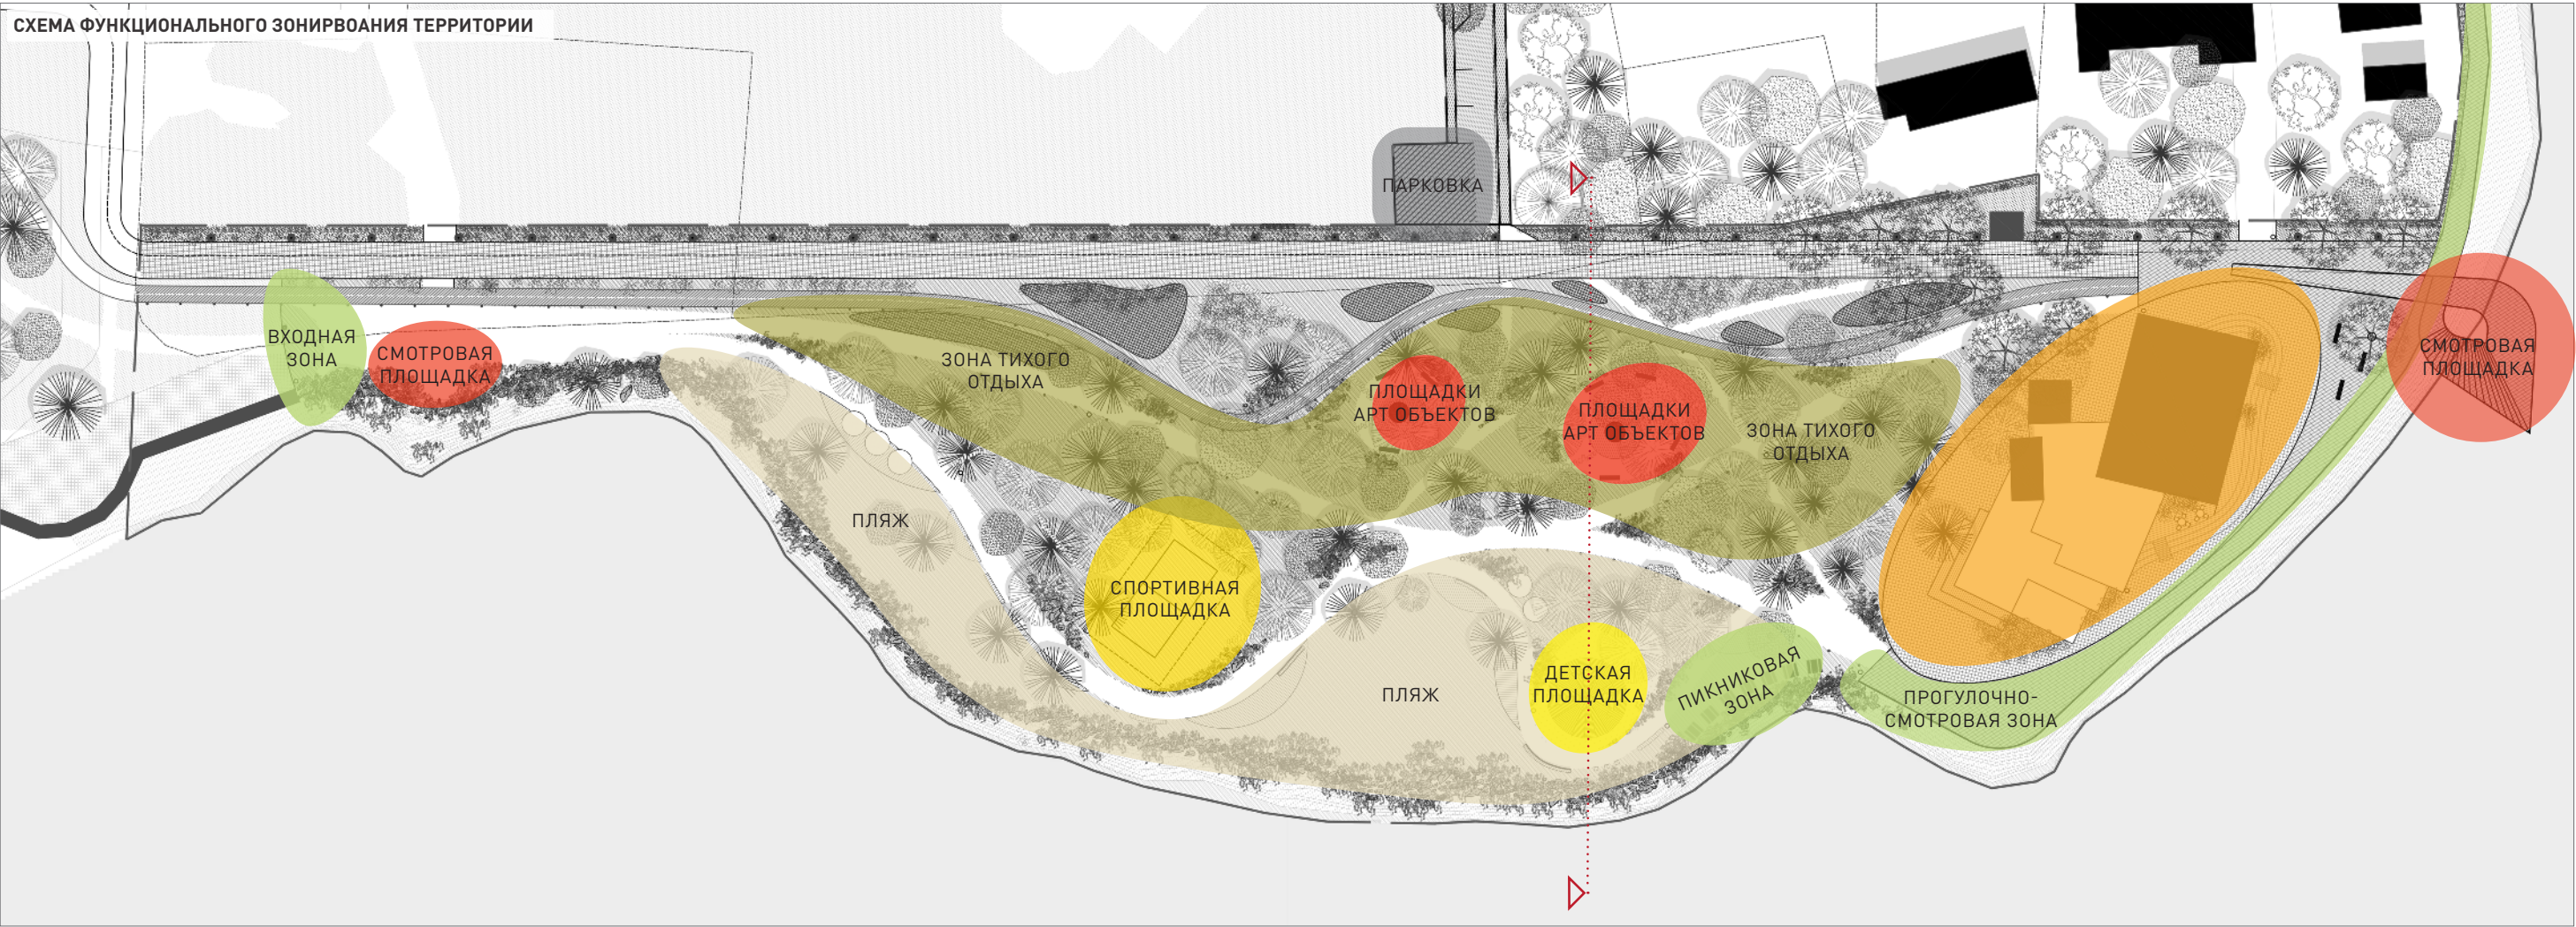 СХЕМА ФУНКЦИОНАЛЬНОГО ЗОНИРВОАНИЯ ТЕРРИТОРИИ
ПАРКОВКА
ВХОДНАЯ
ЗОНА
СМОТРОВАЯ
ПЛОЩАДКА
ЗОНА ТИХОГО
ОТДЫХА
ПЛОЩАДКИ
АРТ ОБЪЕКТОВ
ПЛОЩАДКИ
АРТ ОБЪЕКТОВ
ЗОНА ТИХОГО
ОТДЫХА
СМОТРОВАЯ
ПЛОЩАДКА
ПЛЯЖ
СПОРТИВНАЯ
ПЛОЩАДКА
ПЛЯЖ
ДЕТСКАЯ
ПЛОЩАДКА
ПИКНИКОВАЯ
ЗОНА
ПРОГУЛОЧНО-
СМОТРОВАЯ ЗОНА